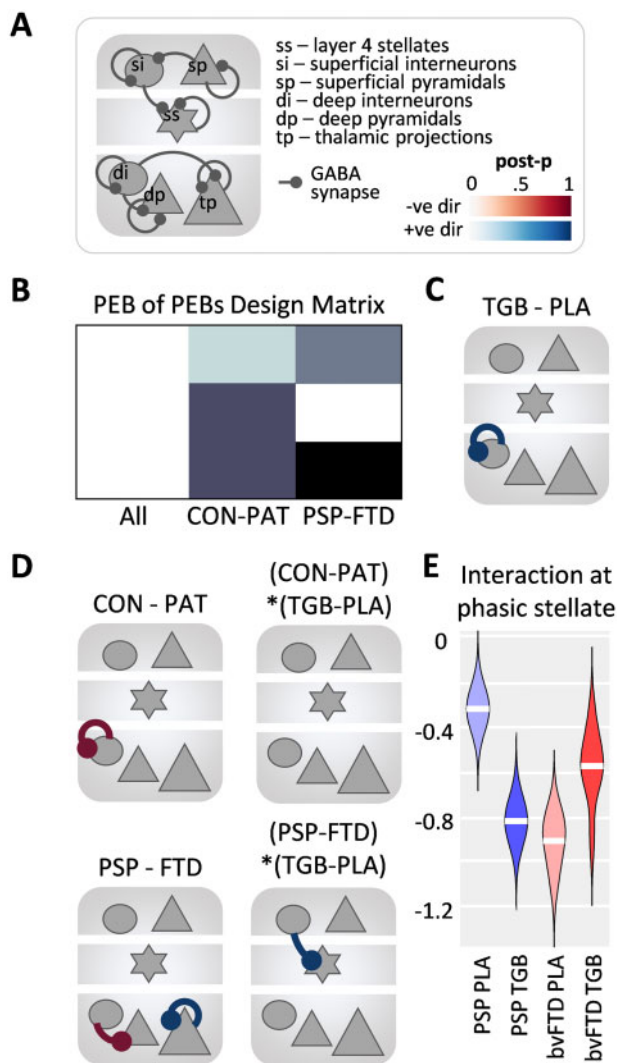 A
si
sp
ss
di
dp
tp
ss – layer 4 stellates
si – superficial interneurons
sp – superficial pyramidals
di – deep interneurons
dp – deep pyramidals
tp – thalamic projections
GABA
synapse
post-p
0 .5 1
-ve dir
+ve dir
B
PEB of PEBs Design Matrix
All CON-PAT PSP-FTD
C
TGB - PLA
D
CON - PAT
(CON-PAT)
*(TGB-PLA)
PSP - FTD
(PSP-FTD)
*(TGB-PLA)
E
Interaction at
phasic stellate
0
-0.4
-0.8
-1.2
PSP PLA
PSP TGB
bvFTD PLA
bvFTD TGB